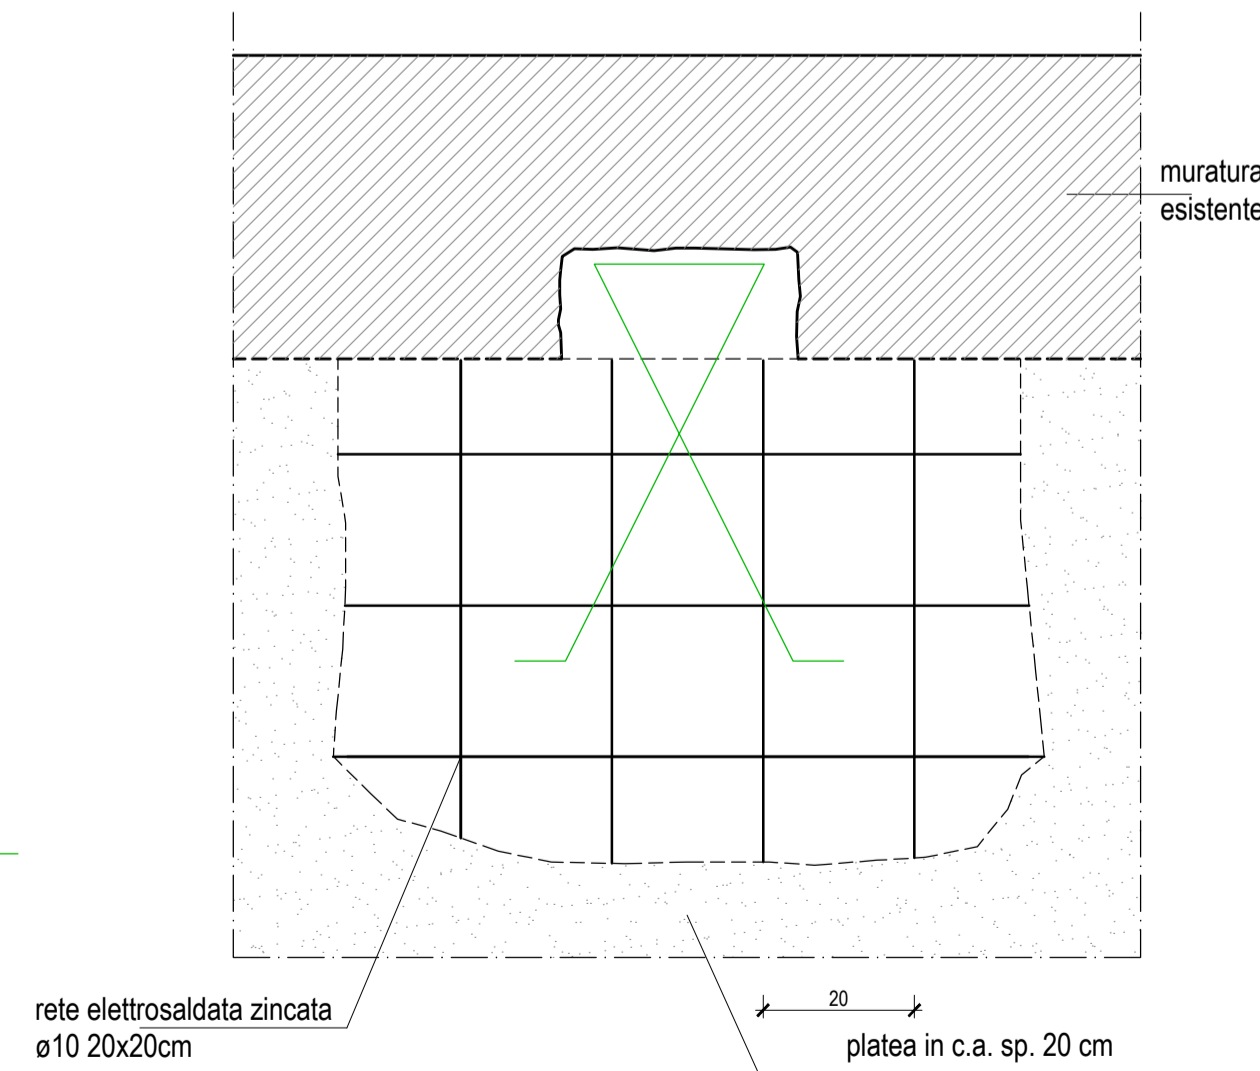 muratura
esistente
rete elettrosaldata zincata
ø10 20x20cm
20
platea in c.a. sp. 20 cm